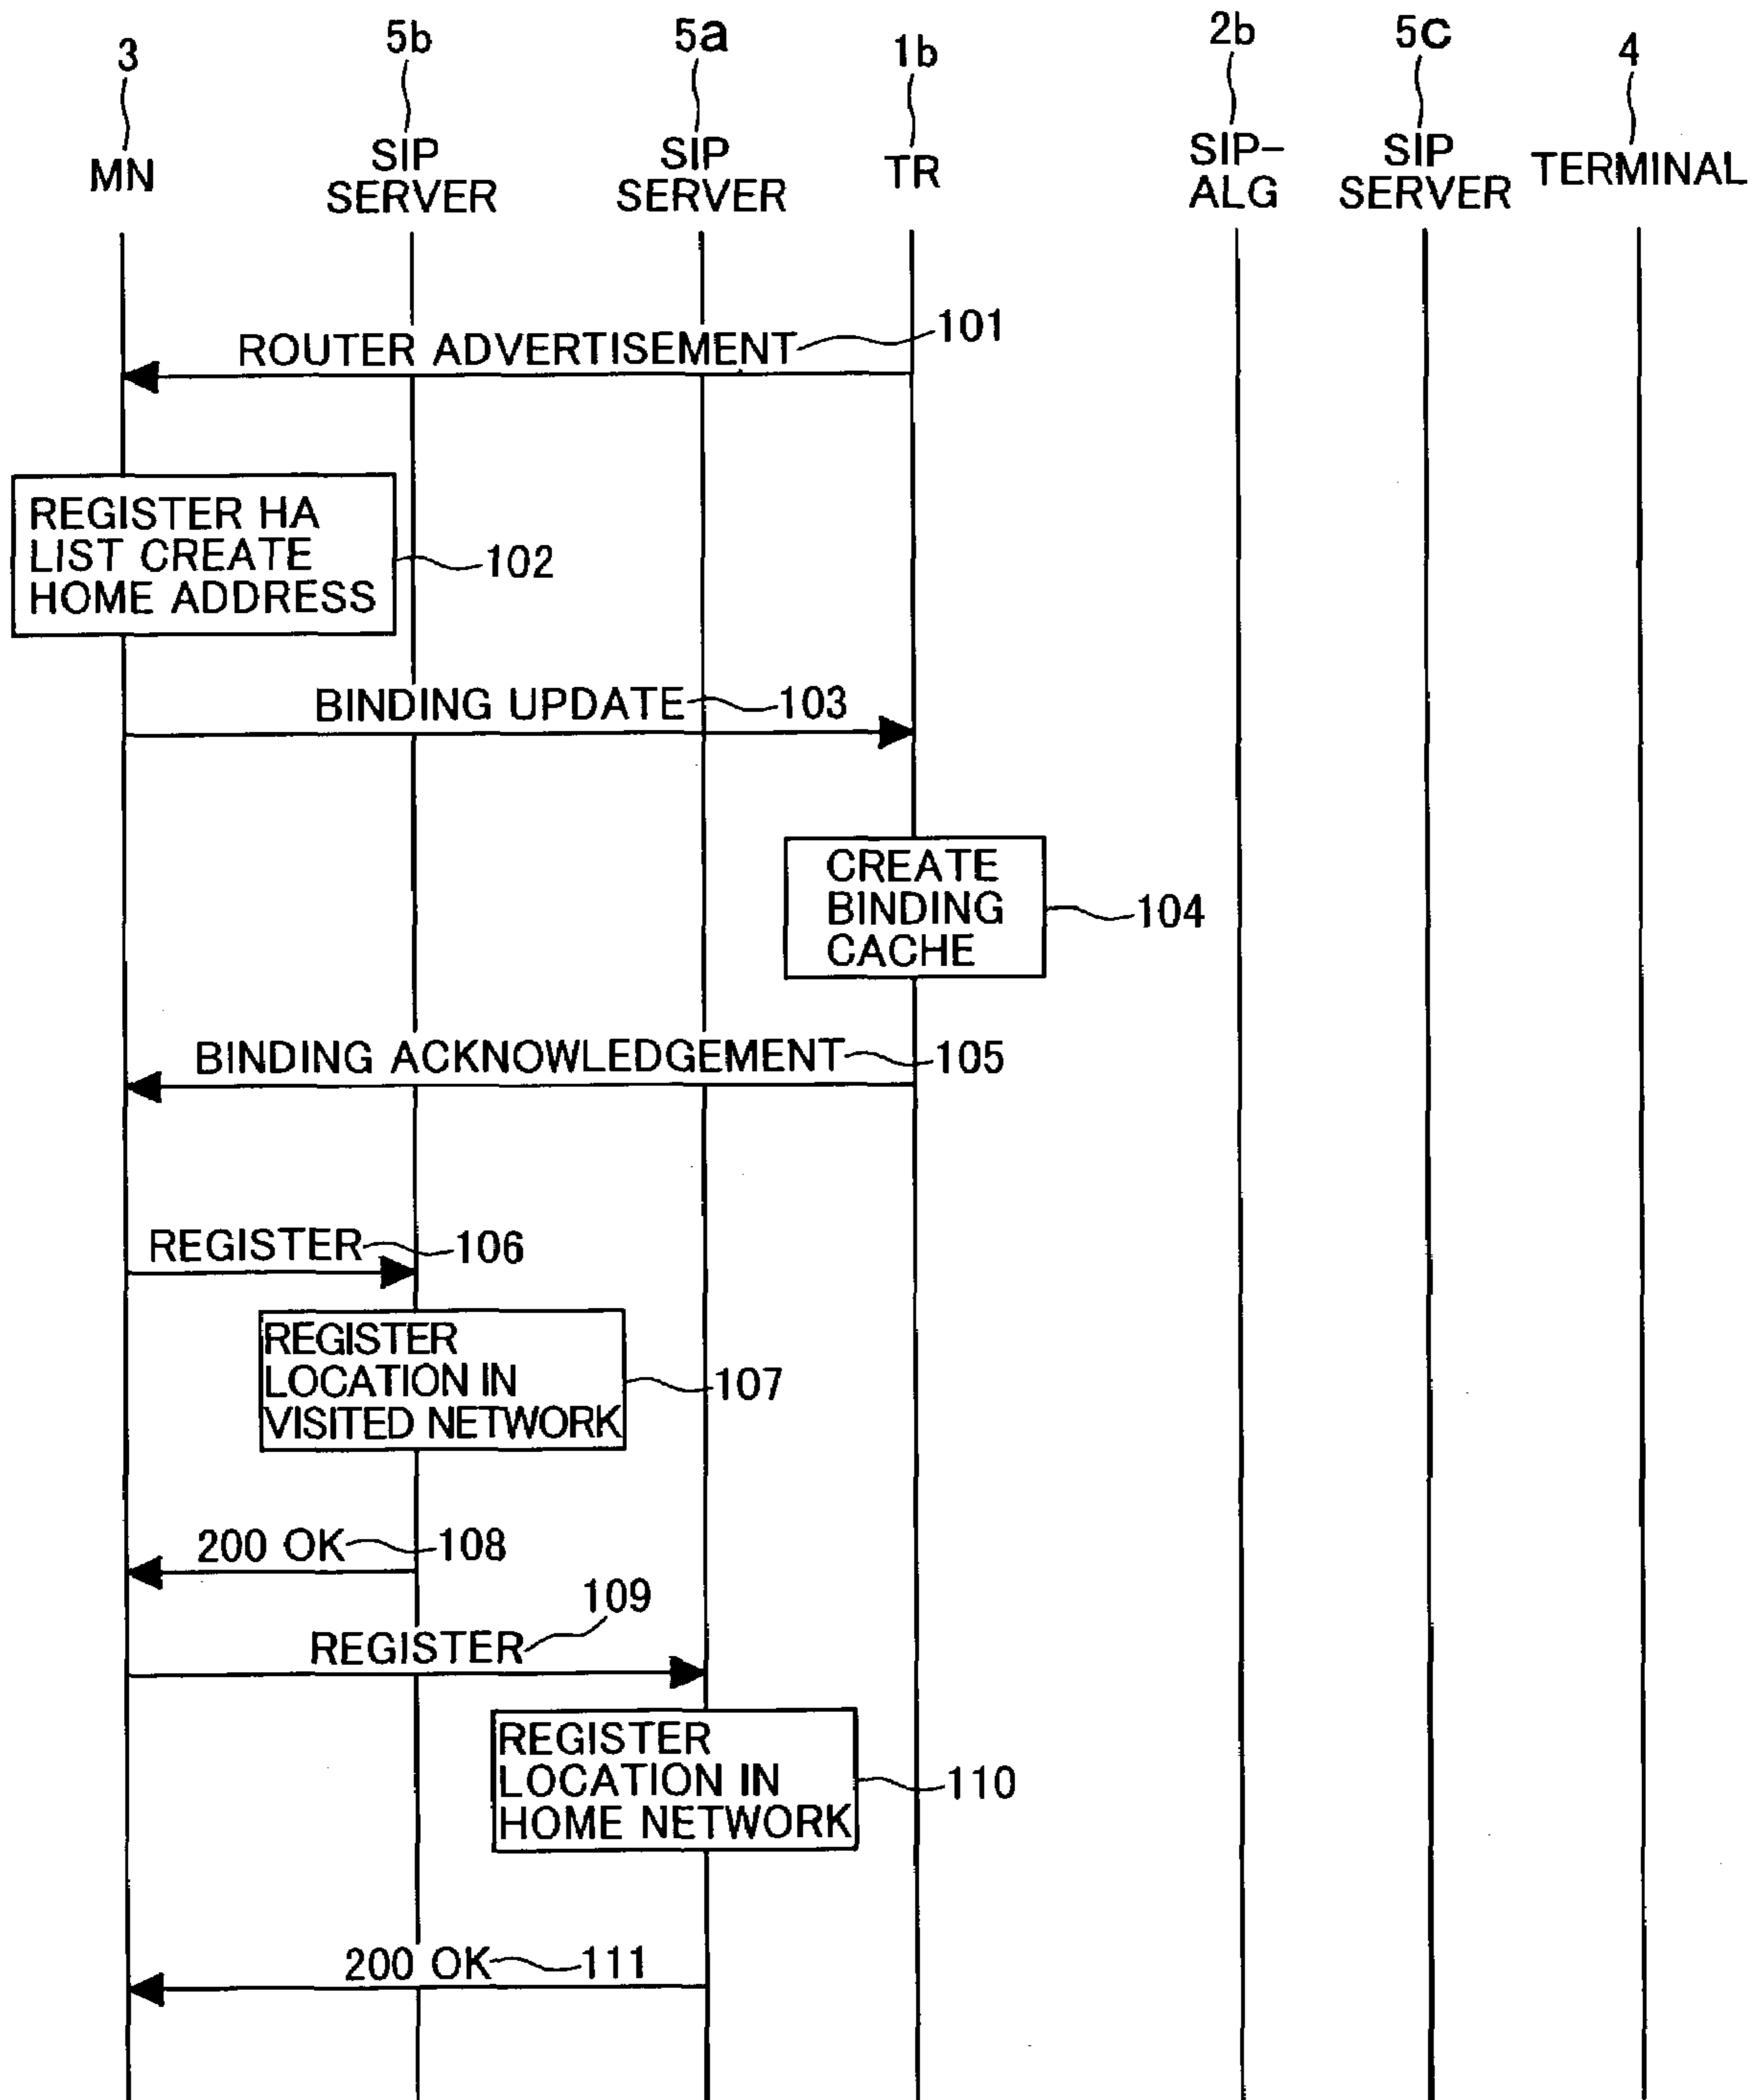 3
5b
5a
1b
2b
5c
4
MN
SIP
SERVER
SIP
SERVER
TR
SIP-
ALG
SIP
SERVER
TERMINAL
ROUTER ADVERTISEMENT
101
REGISTER HA
LIST CREATE
HOME ADDRESS
102
BINDING UPDATE
103
CREATE
BINDING
CACHE
104
BINDING ACKNOWLEDGEMENT
105
REGISTER
106
REGISTER
LOCATION IN
VISITED NETWORK
107
200 OK
108
109
REGISTER
REGISTER
LOCATION IN
HOME NETWORK
110
200 OK
111